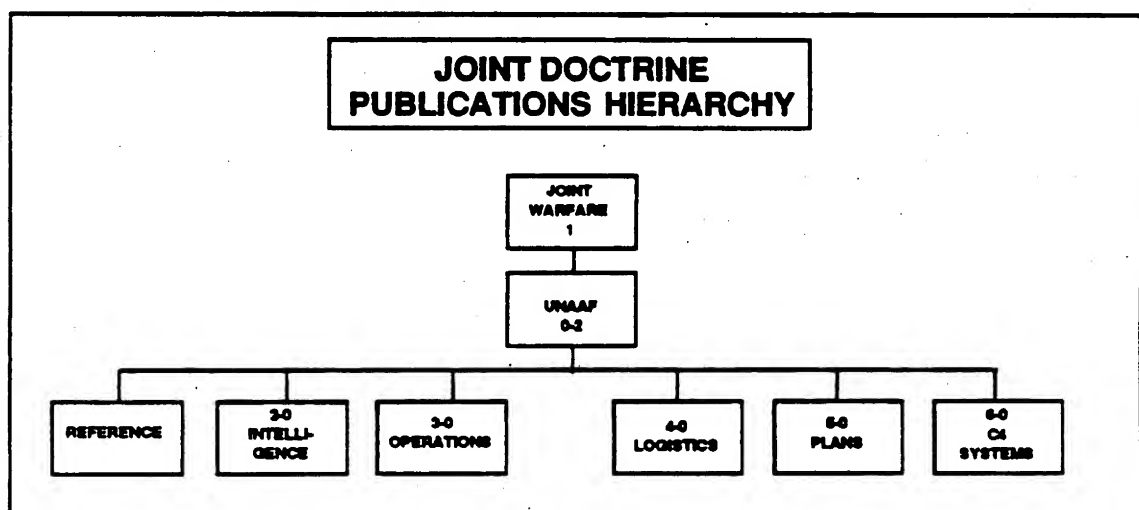 JOINT DOCTRINE
PUBLICATIONS HIERARCHY
JOINT
WARFARE
1
UNAAF
0-2
REFERENCE
2-0
INTELLI-
GENCE
3-0
OPERATIONS
4-0
LOGISTICS
5-0
PLANS
6-0
C4
SYSTEMS